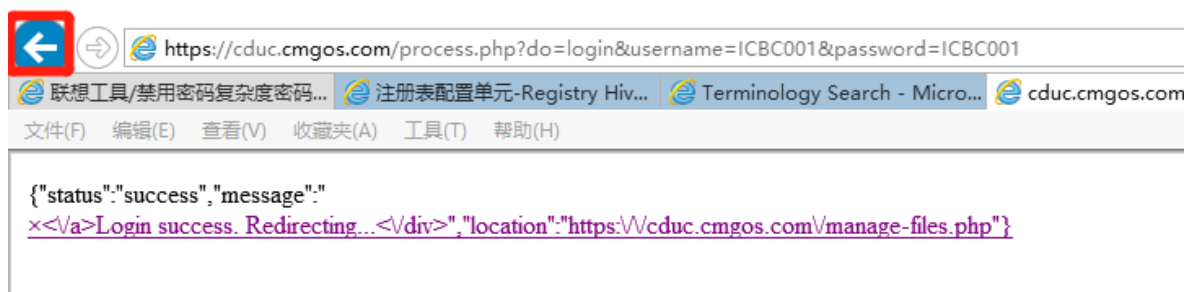 https://cduc.cmgos.com/process.php?do=login&username=ICBC001&password=ICBC001
联想工具/禁用密码复杂度密码... 注册表配置单元-Registry Hiv... Terminology Search - Micro... cduc.cmgos.com
文件(F) 编辑(E) 查看(V) 收藏夹(A) 工具(T) 帮助(H)
{"status":"success","message":"
×<\/a>Login success. Redirecting...<\/div>","location":"https:\/\/cduc.cmgos.com\/manage-files.php"}